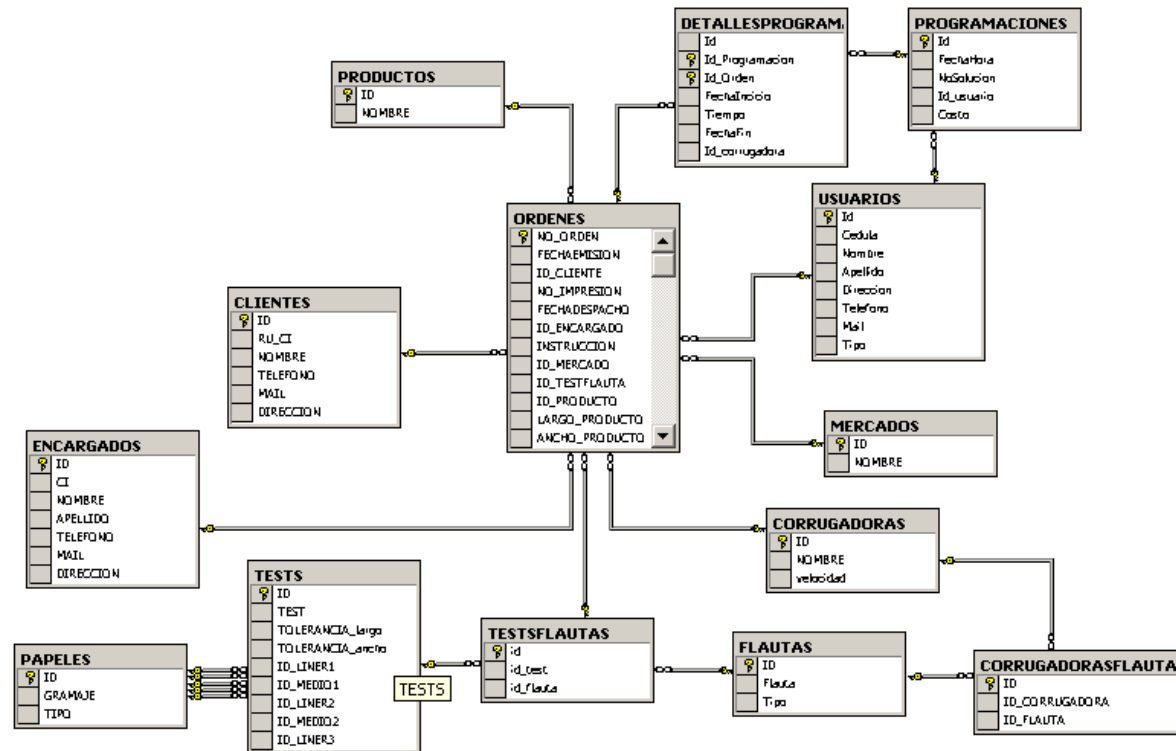 DETALLESPROGRAM
Id
Id_Programacion
Id_Orden
FechaInicio
Tiempo
FechaFin
Id_corrugadora
PROGRAMACIONES
Id
FechaHora
NoSolucion
Id_usuario
Costo
PRODUCTOS
ID
NOMBRE
USUARIOS
Id
Cedula
Nombre
Apellido
Direccion
Telefono
Mail
Tipo
ORDENES
NO_ORDEN
FECHAEMISION
ID_CLIENTE
NO_IMPRESION
FECHADESPACHO
ID_ENCARGADO
INSTRUCCION
ID_MERCADO
ID_TESTFLAUTA
ID_PRODUCTO
LARGO_PRODUCTO
ANCHO_PRODUCTO
CLIENTES
ID
RU_CI
NOMBRE
TELEFONO
MAIL
DIRECCION
MERCADOS
ID
NOMBRE
ENCARGADOS
ID
CI
NOMBRE
APELLIDO
TELEFONO
MAIL
DIRECCION
CORRUGADORAS
ID
NOMBRE
velocidad
TESTS
ID
TEST
TOLERANCIA_largo
TOLERANCIA_ancho
ID_LINER1
ID_MEDIO1
ID_LINER2
ID_MEDIO2
ID_LINER3
TESTS
PAPELES
ID
GRAMAJE
TIPO
TESTSFLAUTAS
id
id_test
id_flauta
FLAUTAS
ID
Flauta
Tipo
CORRUGADORASFLAUTA
ID
ID_CORRUGADORA
ID_FLAUTA